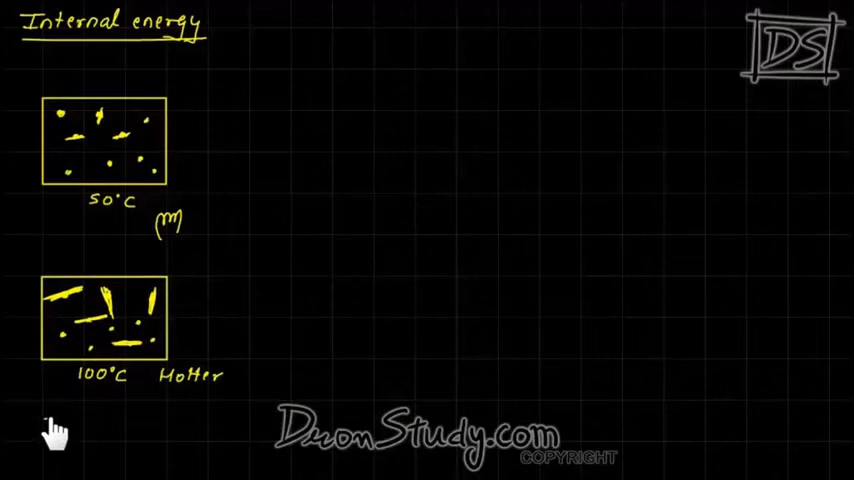 Internal energy
DS
50°C
100°C Hotter
DronStudy.com
COPYRIGHT